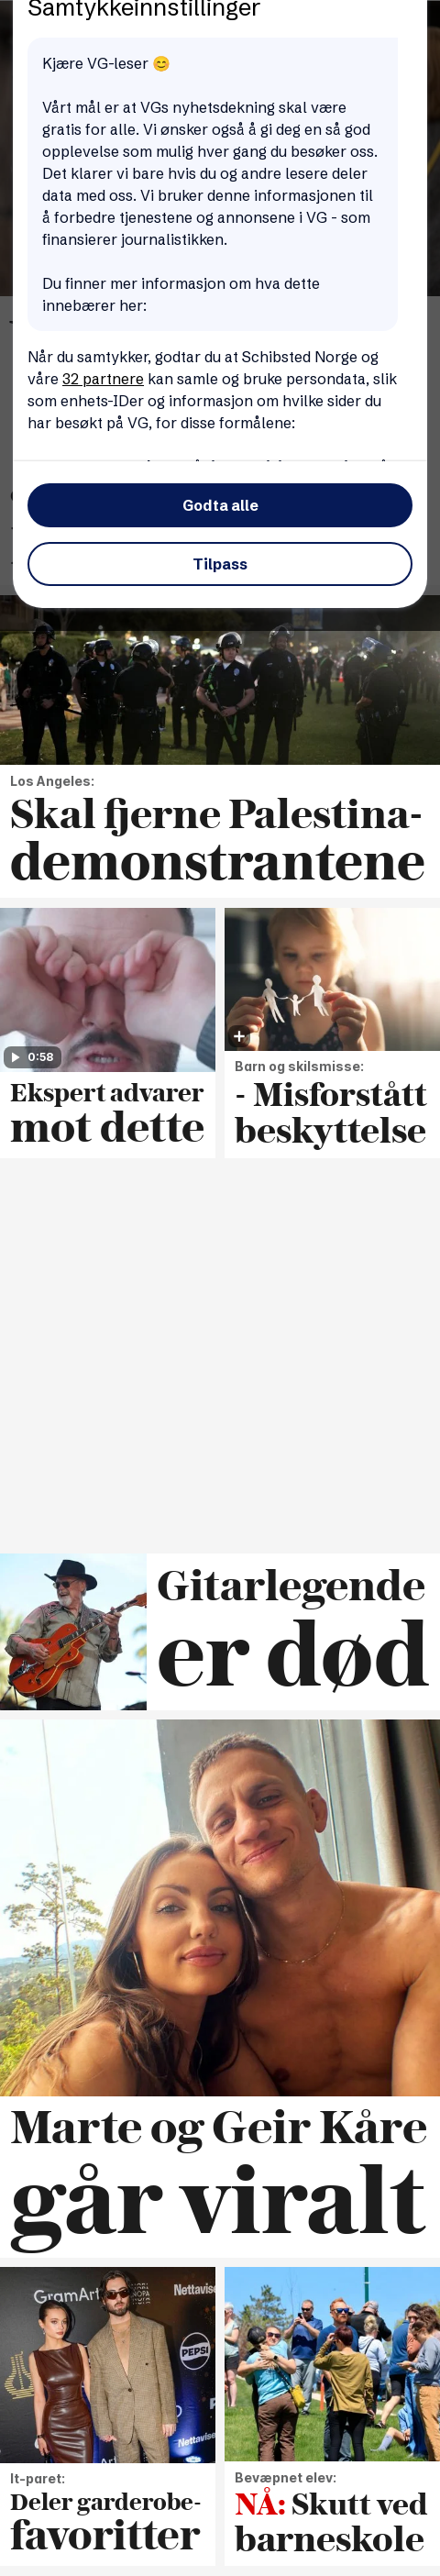 Samtykkeinnstillinger
Kjære VG-leser 😊
Vårt mål er at VGs nyhetsdekning skal være
gratis for alle. Vi ønsker også å gi deg en så god
opplevelse som mulig hver gang du besøker oss.
Det klarer vi bare hvis du og andre lesere deler
data med oss. Vi bruker denne informasjonen til
å forbedre tjenestene og annonsene i VG - som
finansierer journalistikken.
Du finner mer informasjon om hva dette
innebærer her:
Når du samtykker, godtar du at Schibsted Norge og
våre 32 partnere kan samle og bruke persondata, slik
som enhets-IDer og informasjon om hvilke sider du
har besøkt på VG, for disse formålene:
Godta alle
Tilpass
Los Angeles:
Skal fjerne Palestina-
demonstrantene
0:58
Ekspert advarer
mot dette
Barn og skilsmisse:
- Misforstått
beskyttelse
Gitarlegende
er død
Marte og Geir Kåre
går viralt
GramArt
Nettavise
PEPSI
Nettavise
It-paret:
Deler garderobe-
favoritter
Bevæpnet elev:
NÅ: Skutt ved
barneskole